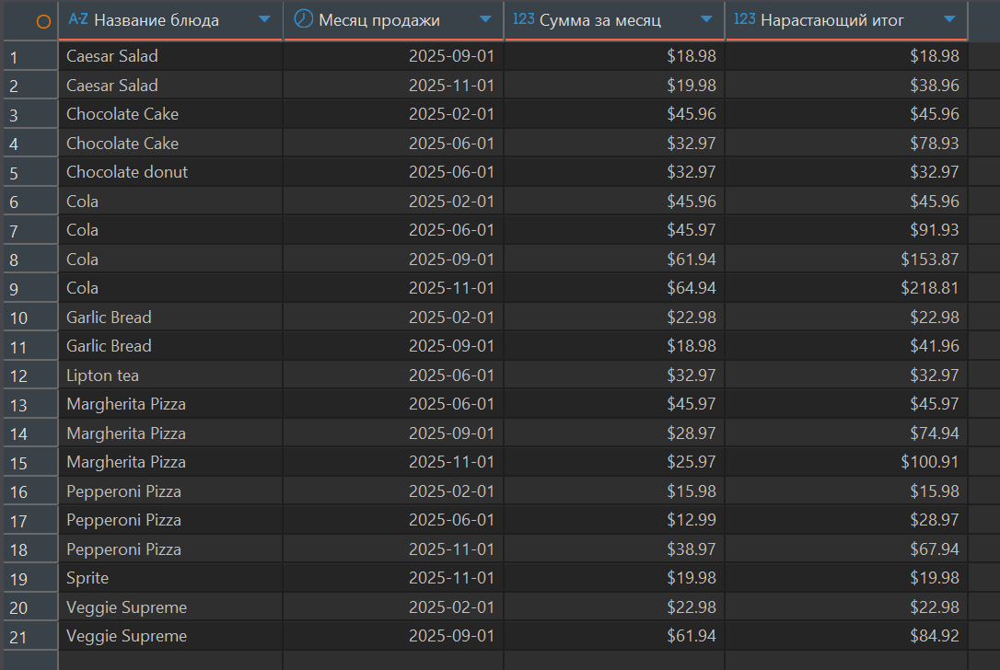 A-Z Название блюда Месяц продажи 123 Сумма за месяц 123 Нарастающий итог
1 Caesar Salad 2025-09-01 $18.98 $18.98
2 Caesar Salad 2025-11-01 $19.98 $38.96
3 Chocolate Cake 2025-02-01 $45.96 $45.96
4 Chocolate Cake 2025-06-01 $32.97 $78.93
5 Chocolate donut 2025-06-01 $32.97 $32.97
6 Cola 2025-02-01 $45.96 $45.96
7 Cola 2025-06-01 $45.97 $91.93
8 Cola 2025-09-01 $61.94 $153.87
9 Cola 2025-11-01 $64.94 $218.81
10 Garlic Bread 2025-02-01 $22.98 $22.98
11 Garlic Bread 2025-09-01 $18.98 $41.96
12 Lipton tea 2025-06-01 $32.97 $32.97
13 Margherita Pizza 2025-06-01 $45.97 $45.97
14 Margherita Pizza 2025-09-01 $28.97 $74.94
15 Margherita Pizza 2025-11-01 $25.97 $100.91
16 Pepperoni Pizza 2025-02-01 $15.98 $15.98
17 Pepperoni Pizza 2025-06-01 $12.99 $28.97
18 Pepperoni Pizza 2025-11-01 $38.97 $67.94
19 Sprite 2025-11-01 $19.98 $19.98
20 Veggie Supreme 2025-02-01 $22.98 $22.98
21 Veggie Supreme 2025-09-01 $61.94 $84.92